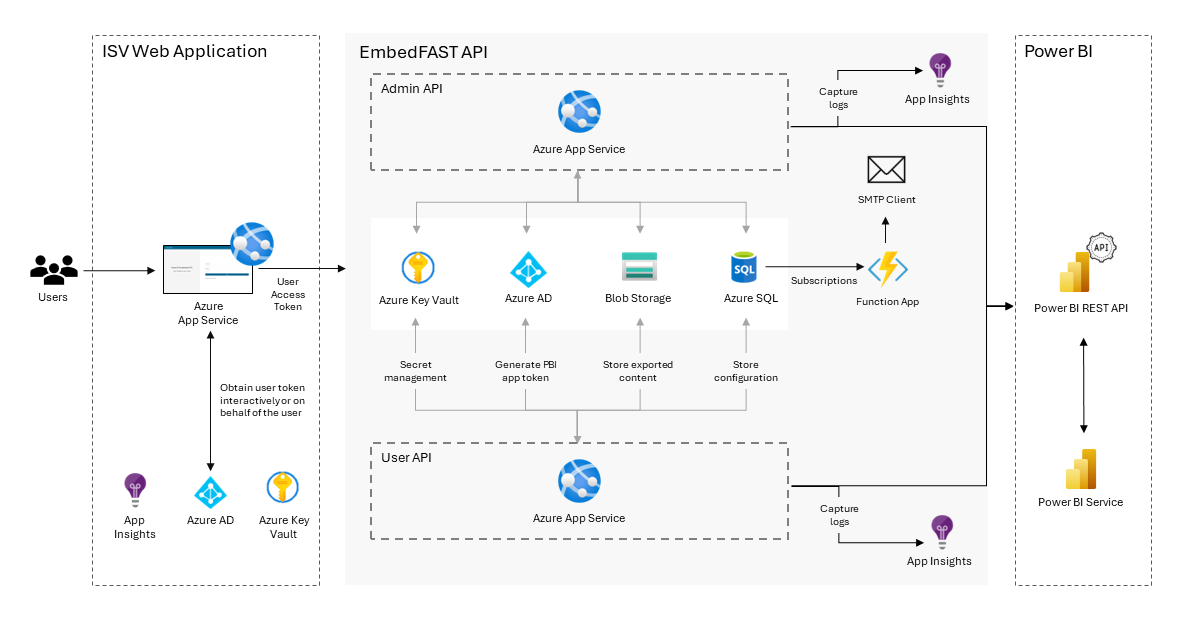 ISV Web Application
EmbedFAST API
Power BI
Admin API
Azure App Service
Capture
logs
App Insights
SMTP Client
Users
Azure
App Service
User
Access
Token
Azure Key Vault
Azure AD
Blob Storage
SQL
Azure SQL
Subscriptions
Function App
API
Power BI REST API
Obtain user token
interactively or on
behalf of the user
Secret
management
Generate PBI
app token
Store exported
content
Store
configuration
User API
Azure App Service
Capture
logs
App Insights
Power BI Service
App
Insights
Azure AD
Azure Key
Vault